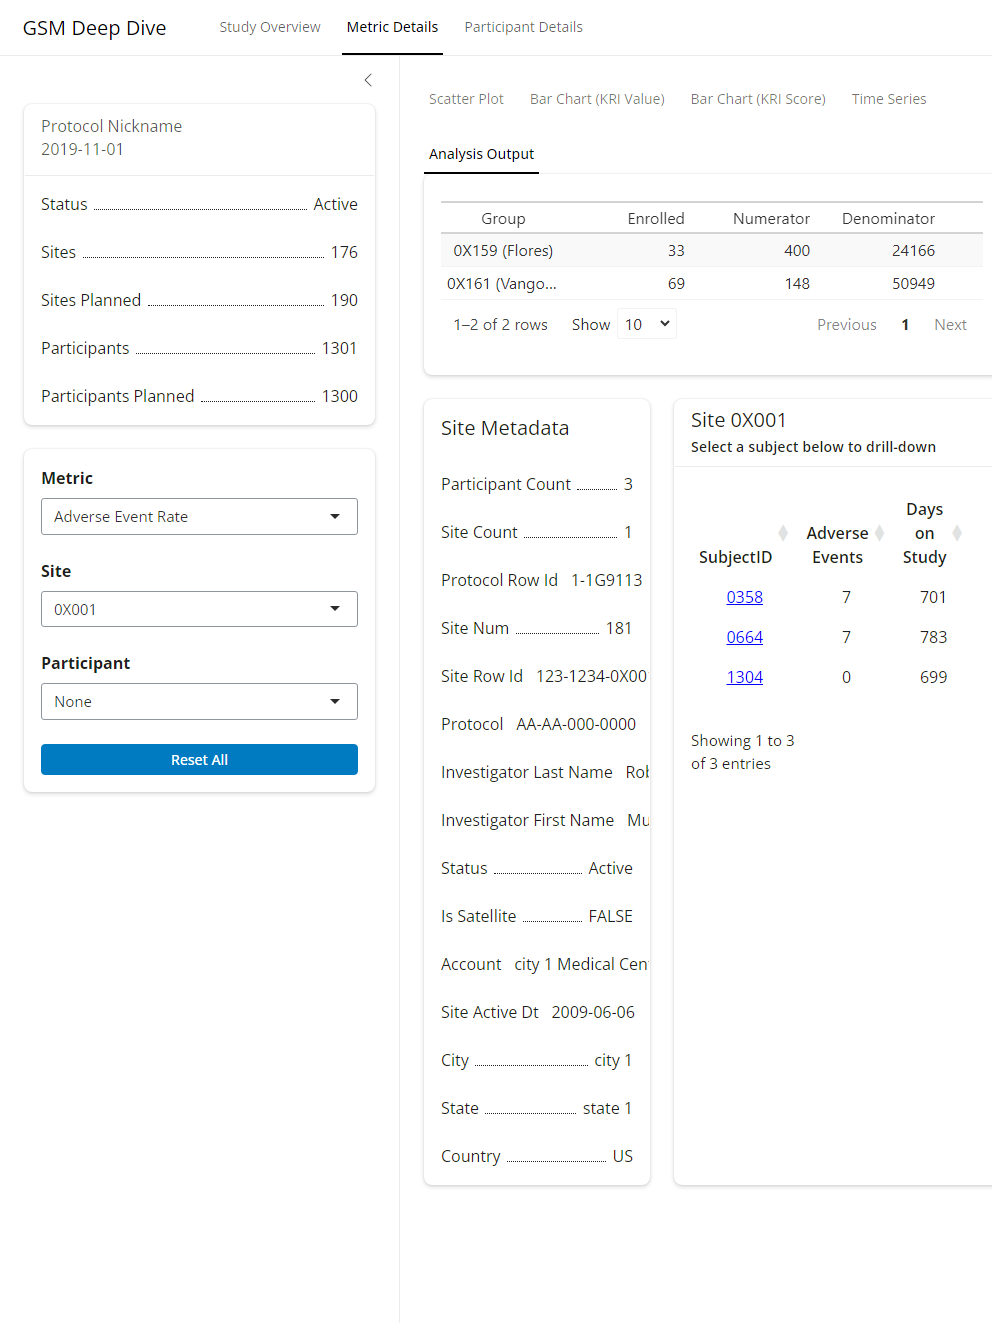 GSM Deep Dive
Study Overview
Metric Details
Participant Details
Protocol Nickname
2019-11-01
Status Active
Sites 176
Sites Planned 190
Participants 1301
Participants Planned 1300
Metric
Adverse Event Rate
Site
0X001
Participant
None
Reset All
Scatter Plot
Bar Chart (KRI Value)
Bar Chart (KRI Score)
Time Series
Analysis Output
Group Enrolled Numerator Denominator
0X159 (Flores) 33 400 24166
0X161 (Vango... 69 148 50949
1–2 of 2 rows Show 10 Previous 1 Next
Site Metadata
Participant Count 3
Site Count 1
Protocol Row Id 1-1G9113
Site Num 181
Site Row Id 123-1234-0X00
Protocol AA-AA-000-0000
Investigator Last Name Rob
Investigator First Name Mu
Status Active
Is Satellite FALSE
Account city 1 Medical Cen
Site Active Dt 2009-06-06
City city 1
State state 1
Country US
Site 0X001
Select a subject below to drill-down
SubjectID Adverse Events Days on Study
0358 7 701
0664 7 783
1304 0 699
Showing 1 to 3
of 3 entries